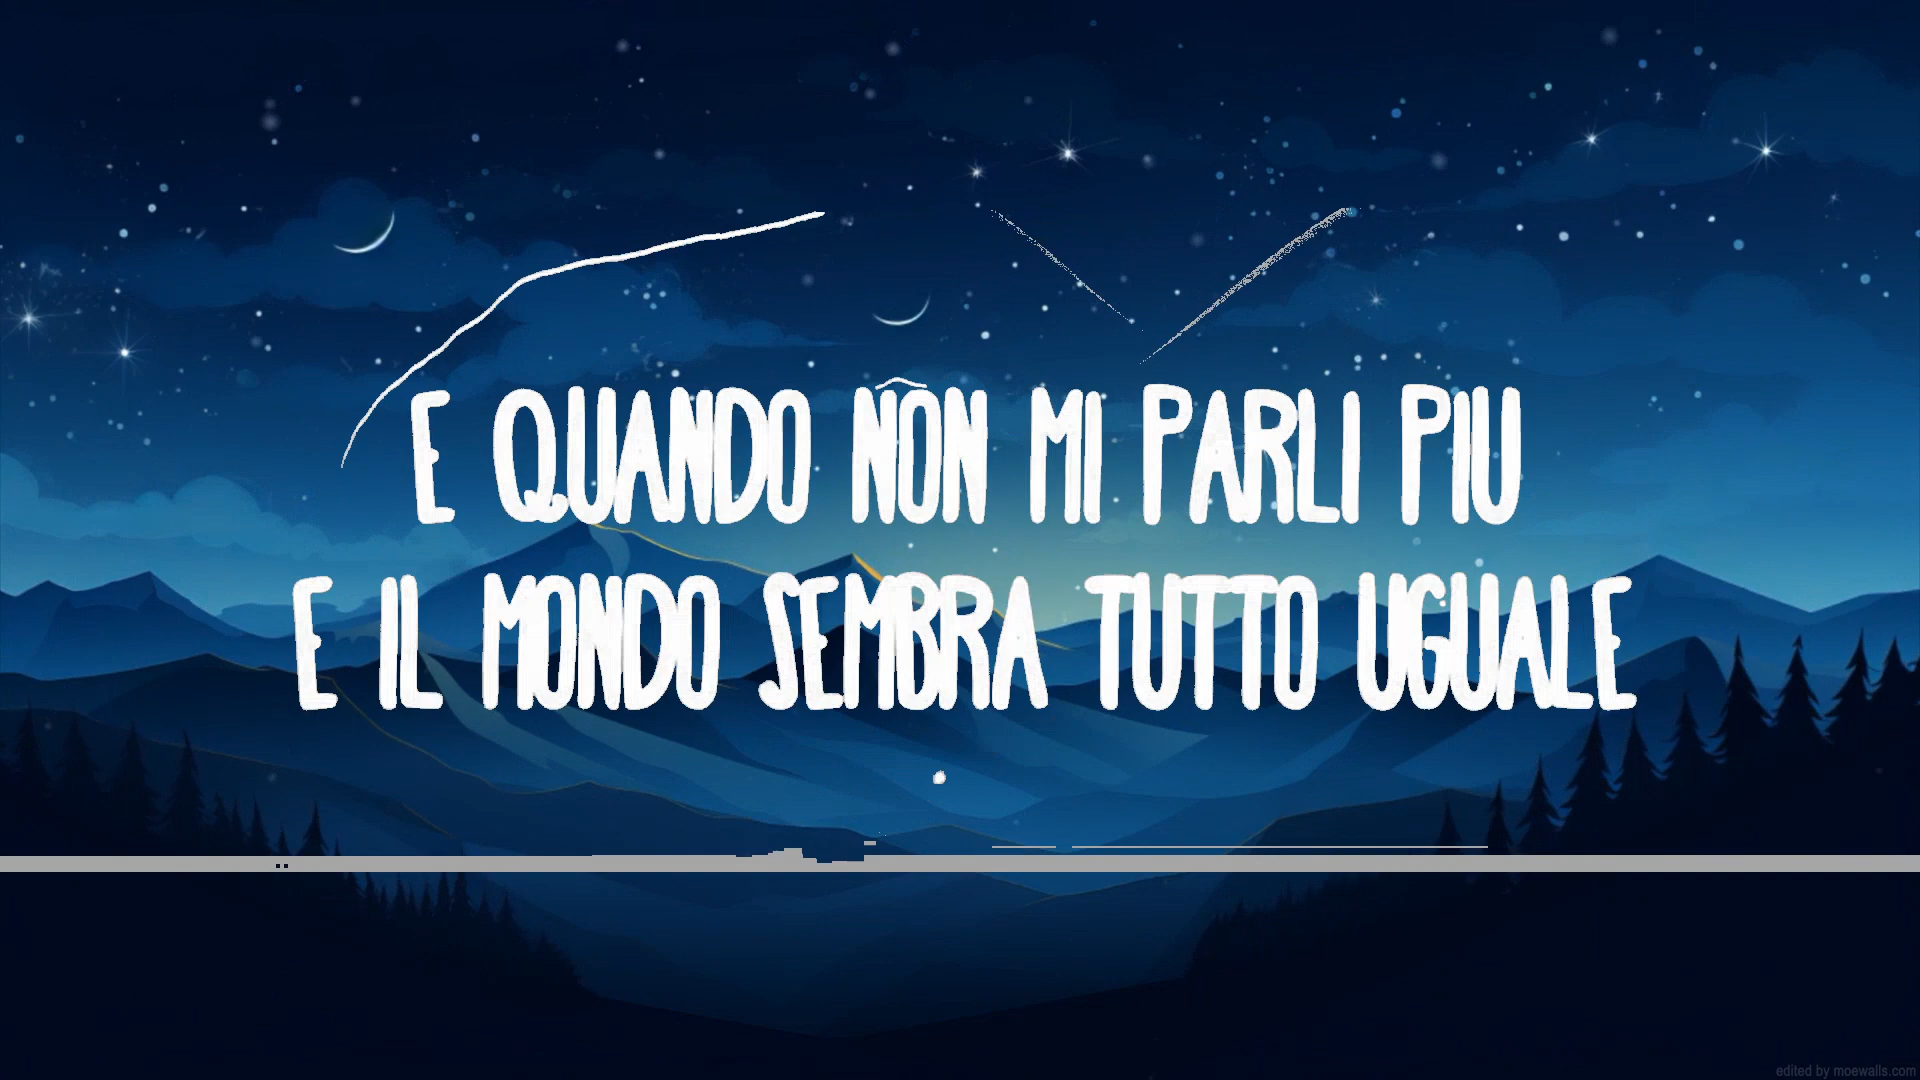 E QUANDO NON MI PARLI PIU
E IL MONDO SEMBRA TUTTO UGUALE
edited by moewalls.com